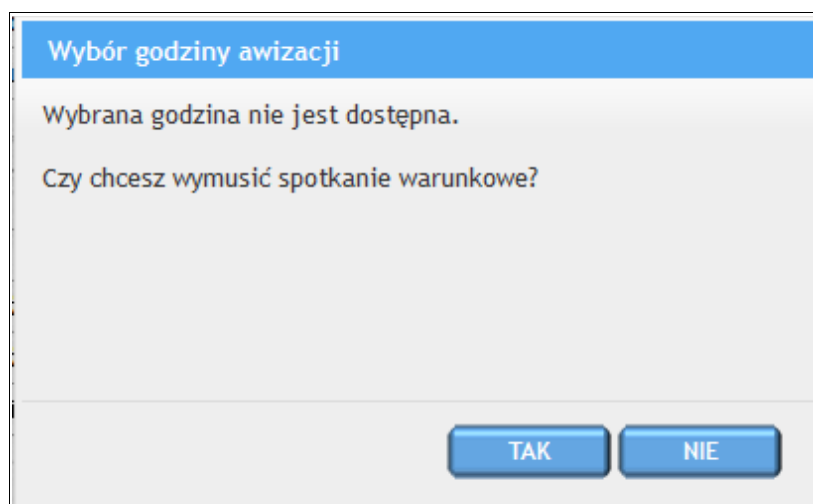 Wybór godziny awizacji
Wybrana godzina nie jest dostępna.
Czy chcesz wymusić spotkanie warunkowe?
TAK NIE